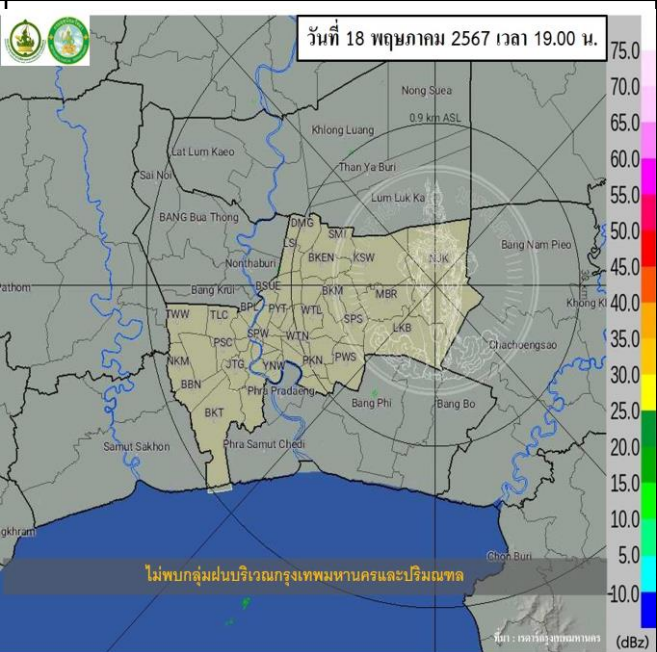 วันที่ 18 พฤษภาคม 2567 เวลา 19.00 น.
75.0
Nong Suea
70.0
0.9 km ASL
65.0
Khlong Luang
Lat Lum Kaeo
Than Ya Buri
60.0
Sai Noi
Lum Luk Ka
55.0
BANG Bua Thong
DMG
SMI
50.0
LSI
Bang Nam Pieo
BKEN
KSW
NJK
Nonthaburi
45.0
Pathom
Bang Krui
BSUE
BKM
MBR
38 km
40.0
TWW
TLC
BPL
PYT
WTL
SPS
Khong Kh
LKB
35.0
PSC
SPW
WTN
Chachoengsao
NKM
JTG
YNW
PKN
PWS
30.0
BBN
Phra Pradaeng
BKT
Bang Phi
Bang Bo
25.0
Samut Sakhon
Phra Samut Chedi
20.0
15.0
gkhram
10.0
Chon Buri
5.0
ไม่พบกลุ่มฝนบริเวณกรุงเทพมหานครและปริมณฑล
-10.0
ที่มา : เรดาร์กรุงเทพมหานคร
(dBz)